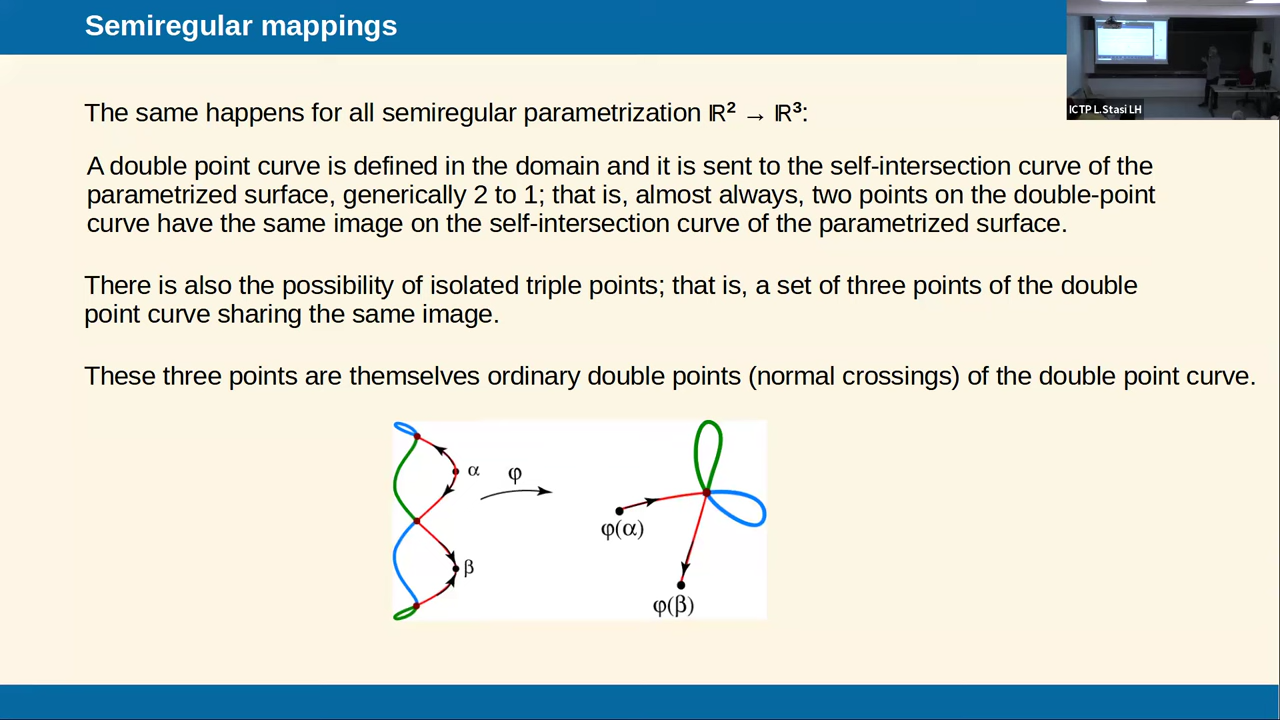 Semiregular mappings
ICTP L.Stasi LH
The same happens for all semiregular parametrization ℝ² → ℝ³:
A double point curve is defined in the domain and it is sent to the self-intersection curve of the
parametrized surface, generically 2 to 1; that is, almost always, two points on the double-point
curve have the same image on the self-intersection curve of the parametrized surface.
There is also the possibility of isolated triple points; that is, a set of three points of the double
point curve sharing the same image.
These three points are themselves ordinary double points (normal crossings) of the double point curve.
α
φ
φ(α)
β
φ(β)